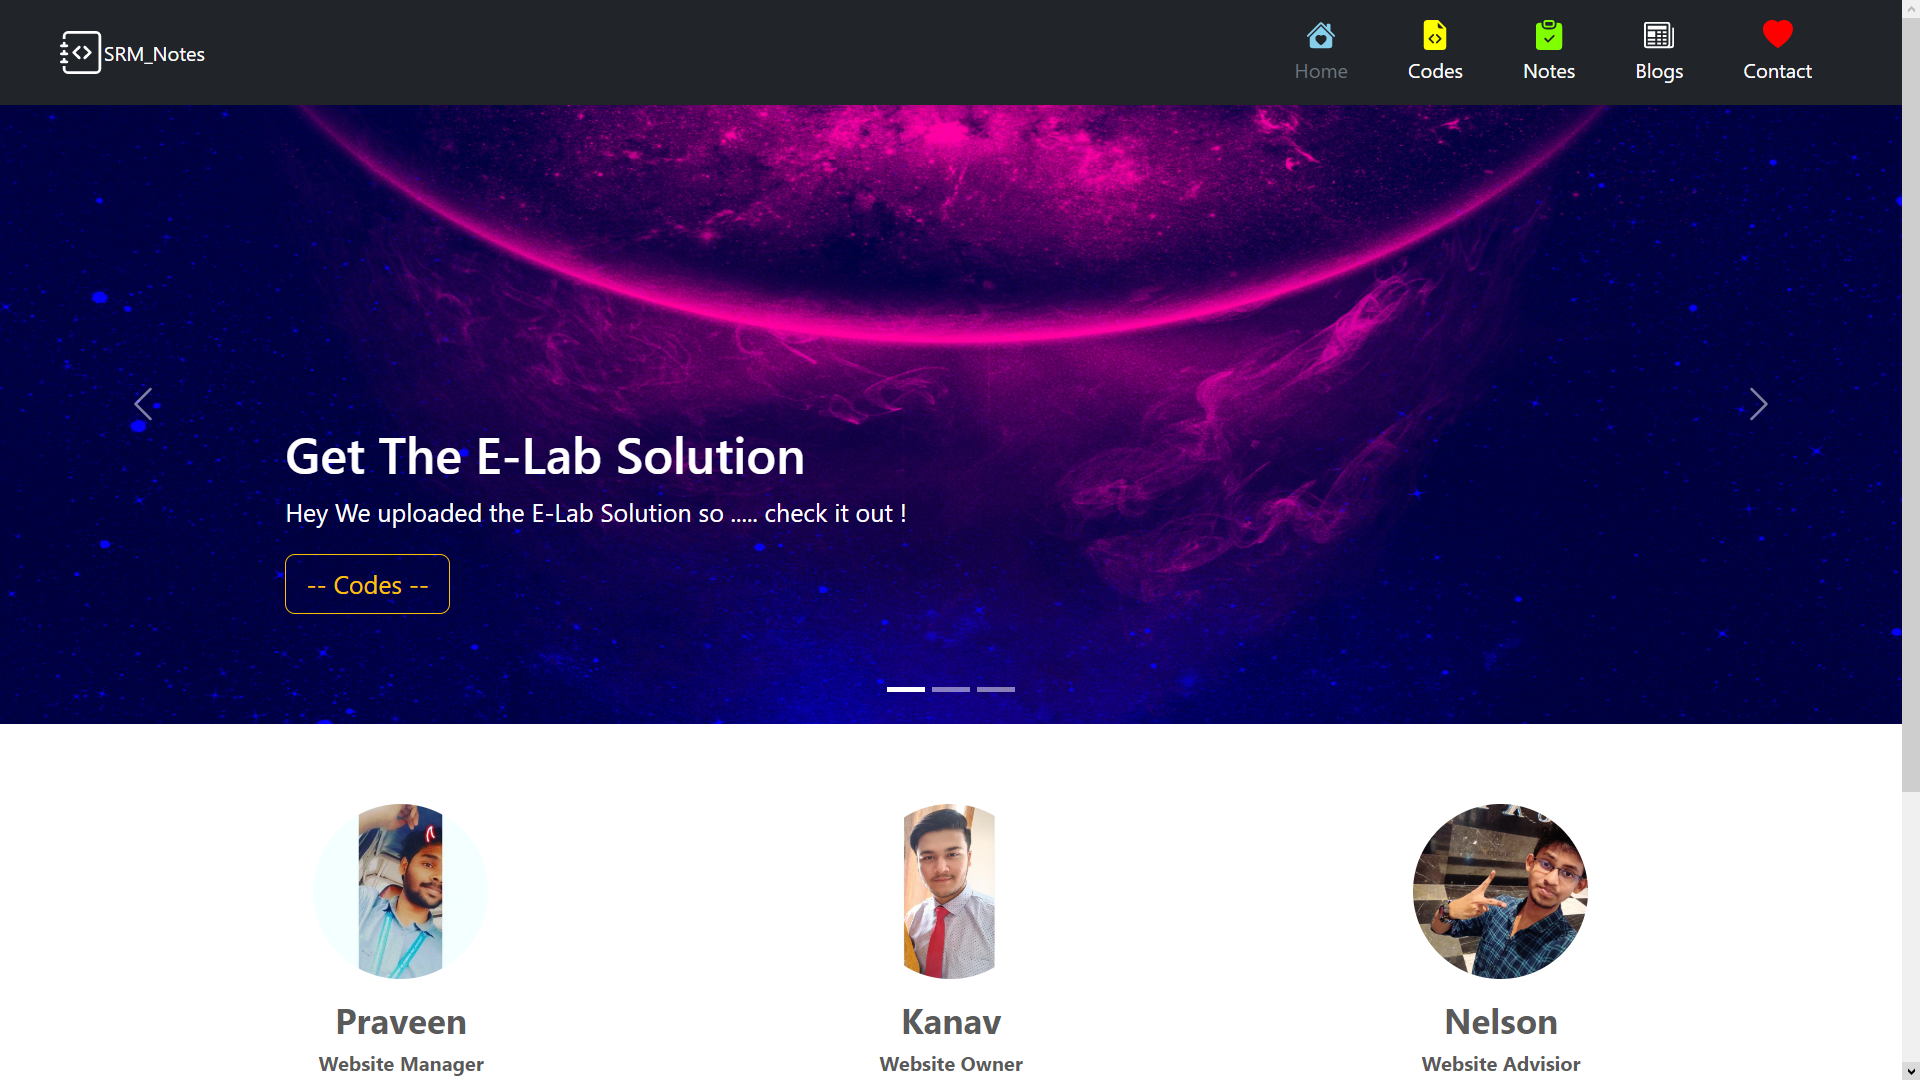 SRM_Notes
Home
Codes
Notes
Blogs
Contact
Get The E-Lab Solution
Hey We uploaded the E-Lab Solution so ..... check it out !
-- Codes --
Praveen
Kanav
Nelson
Website Manager
Website Owner
Website Advisior